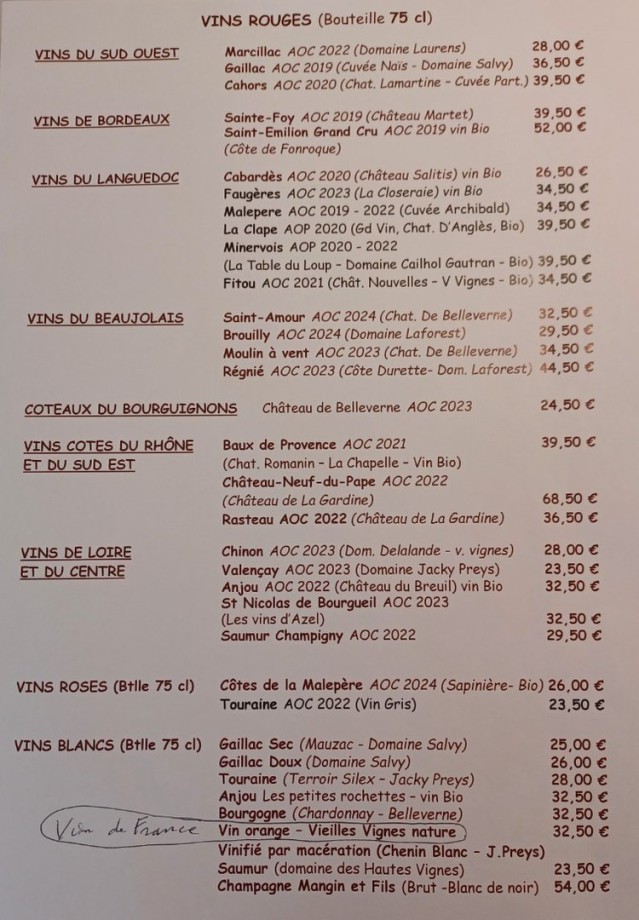 VINS ROUGES (Bouteille 75 cl)
VINS DU SUD OUEST Marcillac AOC 2022 (Domaine Laurens) 28,00 €
Gaillac AOC 2019 (Cuvée Naïs - Domaine Salvy) 36,50 €
Cahors AOC 2020 (Chat. Lamartine - Cuvée Part.) 39,50 €
VINS DE BORDEAUX Sainte-Foy AOC 2019 (Château Martet) 39,50 €
Saint-Emilion Grand Cru AOC 2019 vin Bio 52,00 €
(Côte de Fonroque)
VINS DU LANGUEDOC Cabardès AOC 2020 (Château Salitis) vin Bio 26,50 €
Faugères AOC 2023 (La Closeraie) vin Bio 34,50 €
Malepere AOC 2019 - 2022 (Cuvée Archibald) 34,50 €
La Clape AOP 2020 (Gd Vin, Chat. D'Anglès, Bio) 39,50 €
Minervois AOP 2020 - 2022
(La Table du Loup - Domaine Cailhol Gautran - Bio) 39,50 €
Fitou AOC 2021 (Chât. Nouvelles - V Vignes - Bio) 34,50 €
VINS DU BEAUJOLAIS Saint-Amour AOC 2024 (Chat. De Belleverne) 32,50 €
Brouilly AOC 2024 (Domaine Laforest) 29,50 €
Moulin à vent AOC 2023 (Chat. De Belleverne) 34,50 €
Régnié AOC 2023 (Côte Durette- Dom. Laforest) 44,50 €
COTEAUX DU BOURGUIGNONS Château de Belleverne AOC 2023 24,50 €
VINS COTES DU RHÔNE Baux de Provence AOC 2021 39,50 €
ET DU SUD EST (Chat. Romanin - La Chapelle - Vin Bio)
Château-Neuf-du-Pape AOC 2022
(Château de La Gardine) 68,50 €
Rasteau AOC 2022 (Château de La Gardine) 36,50 €
VINS DE LOIRE Chinon AOC 2023 (Dom. Delalande - v. vignes) 28,00 €
ET DU CENTRE Valençay AOC 2023 (Domaine Jacky Preys) 23,50 €
Anjou AOC 2022 (Château du Breuil) vin Bio 32,50 €
St Nicolas de Bourgueil AOC 2023
(Les vins d'Azel) 32,50 €
Saumur Champigny AOC 2022 29,50 €
VINS ROSES (Btlle 75 cl) Côtes de la Malepère AOC 2024 (Sapinière- Bio) 26,00 €
Touraine AOC 2022 (Vin Gris) 23,50 €
VINS BLANCS (Btlle 75 cl) Gaillac Sec (Mauzac - Domaine Salvy) 25,00 €
Gaillac Doux (Domaine Salvy) 26,00 €
Touraine (Terroir Silex - Jacky Preys) 28,00 €
Anjou Les petites rochettes - vin Bio 32,50 €
Bourgogne (Chardonnay - Belleverne) 32,50 €
Vin de France Vin orange - Vieilles Vignes nature 32,50 €
Vinifié par macération (Chenin Blanc - J.Preys)
Saumur (domaine des Hautes Vignes) 23,50 €
Champagne Mangin et Fils (Brut -Blanc de noir) 54,00 €